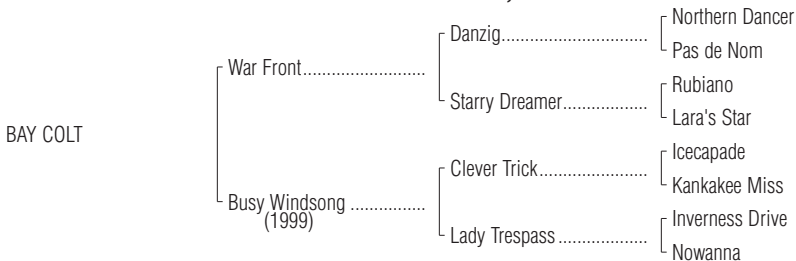 Northern Dancer
Danzig..................................
Pas de Nom
War Front..........................
Rubiano
Starry Dreamer....................
Lara's Star
BAY COLT
Icecapade
Clever Trick.........................
Kankakee Miss
Busy Windsong ................
(1999)
Inverness Drive
Lady Trespass .....................
Nowanna